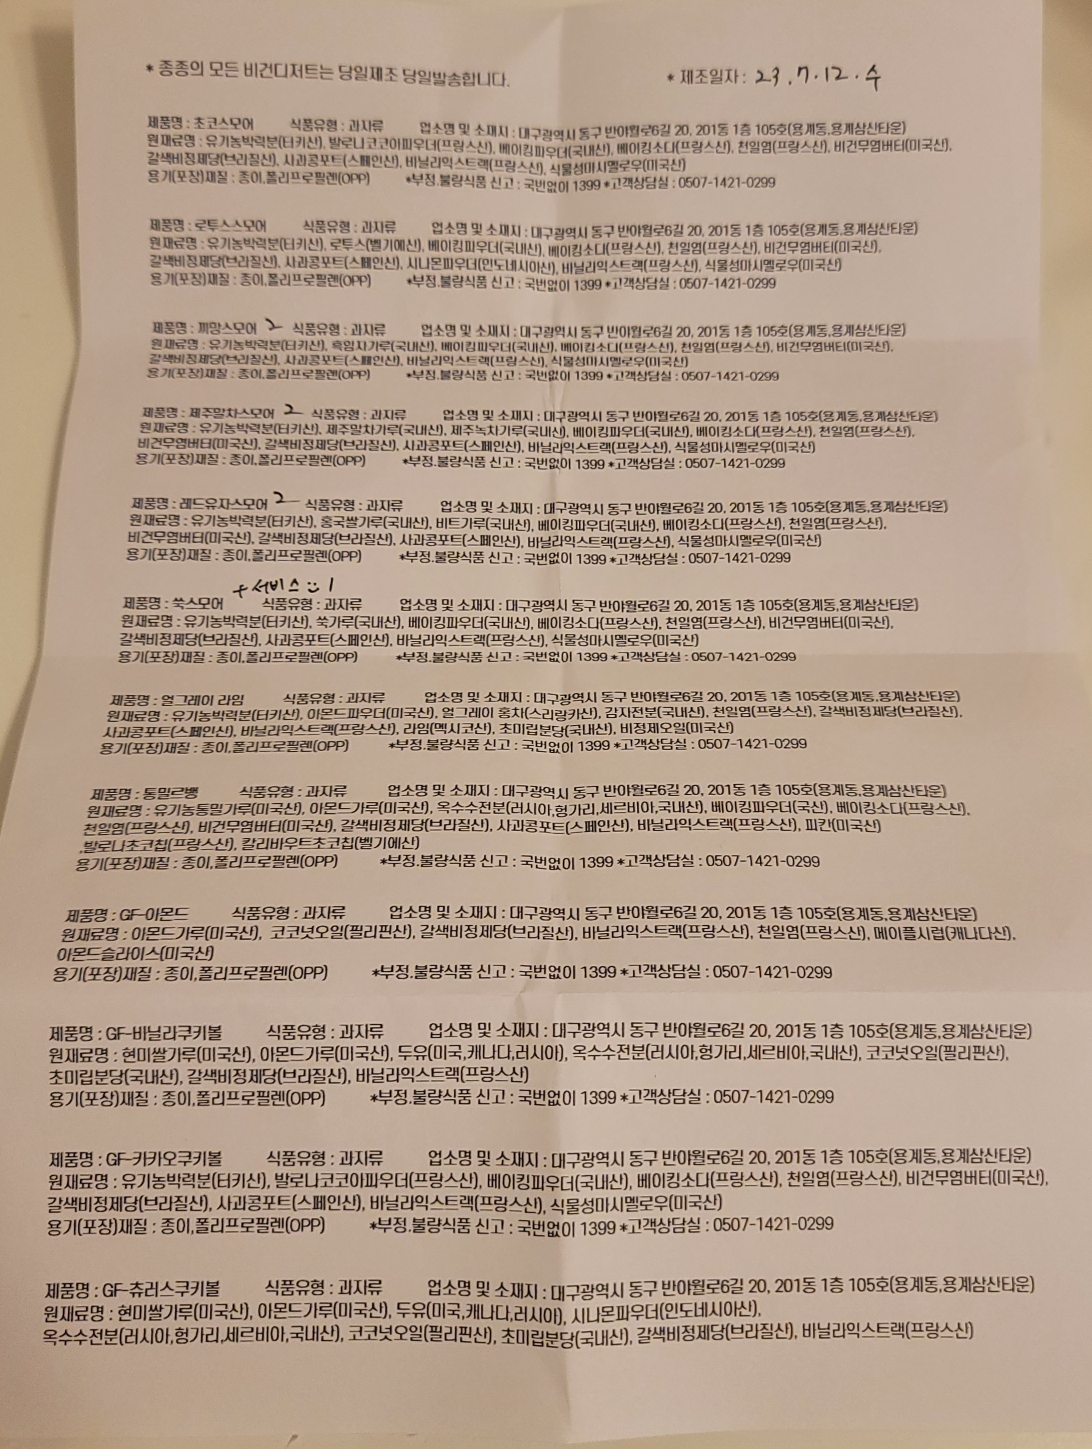 * 종종의 모든 비건디저트는 당일제조 당일발송합니다. * 제조일자 : 23.7.12.수
제품명 : 초코스모어 식품유형 : 과자류 업소명 및 소재지 : 대구광역시 동구 반야월로6길 20, 201동 1층 105호(용계동,용계삼산타운)
원재료명 : 유기농박력분(터키산), 발로나코코아파우더(프랑스산), 베이킹파우더(국내산), 베이킹소다(프랑스산), 천일염(프랑스산), 비건무염버터(미국산),
갈색비정제당(브라질산), 사과콩포트(스페인산), 바닐라익스트랙(프랑스산), 식물성마시멜로우(미국산)
용기(포장)재질 : 종이,폴리프로필렌(OPP) *부정.불량식품 신고 : 국번없이 1399 *고객상담실 : 0507-1421-0299
제품명 : 로투스스모어 식품유형 : 과자류 업소명 및 소재지 : 대구광역시 동구 반야월로6길 20, 201동 1층 105호(용계동,용계삼산타운)
원재료명 : 유기농박력분(터키산), 로투스(벨기에산), 베이킹파우더(국내산), 베이킹소다(프랑스산), 천일염(프랑스산), 비건무염버터(미국산),
갈색비정제당(브라질산), 사과콩포트(스페인산), 시나몬파우더(인도네시아산), 바닐라익스트랙(프랑스산), 식물성마시멜로우(미국산)
용기(포장)재질 : 종이,폴리프로필렌(OPP) *부정.불량식품 신고 : 국번없이 1399 *고객상담실 : 0507-1421-0299
제품명 : 끼망스모어 2 식품유형 : 과자류 업소명 및 소재지 : 대구광역시 동구 반야월로6길 20, 201동 1층 105호(용계동,용계삼산타운)
원재료명 : 유기농박력분(터키산), 흑임자가루(국내산), 베이킹파우더(국내산), 베이킹소다(프랑스산), 천일염(프랑스산), 비건무염버터(미국산),
갈색비정제당(브라질산), 사과콩포트(스페인산), 바닐라익스트랙(프랑스산), 식물성마시멜로우(미국산)
용기(포장)재질 : 종이,폴리프로필렌(OPP) *부정.불량식품 신고 : 국번없이 1399 *고객상담실 : 0507-1421-0299
제품명 : 제주말차스모어 2 식품유형 : 과자류 업소명 및 소재지 : 대구광역시 동구 반야월로6길 20, 201동 1층 105호(용계동,용계삼산타운)
원재료명 : 유기농박력분(터키산), 제주말차가루(국내산), 제주녹차가루(국내산), 베이킹파우더(국내산), 베이킹소다(프랑스산), 천일염(프랑스산),
비건무염버터(미국산), 갈색비정제당(브라질산), 사과콩포트(스페인산), 바닐라익스트랙(프랑스산), 식물성마시멜로우(미국산)
용기(포장)재질 : 종이,폴리프로필렌(OPP) *부정.불량식품 신고 : 국번없이 1399 *고객상담실 : 0507-1421-0299
제품명 : 레드유자스모어 2 식품유형 : 과자류 업소명 및 소재지 : 대구광역시 동구 반야월로6길 20, 201동 1층 105호(용계동,용계삼산타운)
원재료명 : 유기농박력분(터키산), 홍국쌀가루(국내산), 비트가루(국내산), 베이킹파우더(국내산), 베이킹소다(프랑스산), 천일염(프랑스산),
비건무염버터(미국산), 갈색비정제당(브라질산), 사과콩포트(스페인산), 바닐라익스트랙(프랑스산), 식물성마시멜로우(미국산)
용기(포장)재질 : 종이,폴리프로필렌(OPP) *부정.불량식품 신고 : 국번없이 1399 *고객상담실 : 0507-1421-0299
+ 서비스 1
제품명 : 쑥스모어 식품유형 : 과자류 업소명 및 소재지 : 대구광역시 동구 반야월로6길 20, 201동 1층 105호(용계동,용계삼산타운)
원재료명 : 유기농박력분(터키산), 쑥가루(국내산), 베이킹파우더(국내산), 베이킹소다(프랑스산), 천일염(프랑스산), 비건무염버터(미국산),
갈색비정제당(브라질산), 사과콩포트(스페인산), 바닐라익스트랙(프랑스산), 식물성마시멜로우(미국산)
용기(포장)재질 : 종이,폴리프로필렌(OPP) *부정.불량식품 신고 : 국번없이 1399 *고객상담실 : 0507-1421-0299
제품명 : 얼그레이 라임 식품유형 : 과자류 업소명 및 소재지 : 대구광역시 동구 반야월로6길 20, 201동 1층 105호(용계동,용계삼산타운)
원재료명 : 유기농박력분(터키산), 아몬드파우더(미국산), 얼그레이 홍치(스리랑카산), 감자전분(국내산), 천일염(프랑스산), 갈색비정제당(브라질산),
사과콩포트(스페인산), 바닐라익스트랙(프랑스산), 라임(멕시코산), 초미립분당(국내산), 비정제오일(미국산)
용기(포장)재질 : 종이,폴리프로필렌(OPP) *부정.불량식품 신고 : 국번없이 1399 *고객상담실 : 0507-1421-0299
제품명 : 통밀르뱅 식품유형 : 과자류 업소명 및 소재지 : 대구광역시 동구 반야월로6길 20, 201동 1층 105호(용계동,용계삼산타운)
원재료명 : 유기농통밀가루(미국산), 아몬드가루(미국산), 옥수수전분(러시아,헝가리,세르비아,국내산), 베이킹파우더(국산), 베이킹소다(프랑스산),
천일염(프랑스산), 비건무염버터(미국산), 갈색비정제당(브라질산), 사과콩포트(스페인산), 바닐라익스트랙(프랑스산), 피칸(미국산)
,발로나초코칩(프랑스산), 칼리바우트초코칩(벨기에산)
용기(포장)재질 : 종이,폴리프로필렌(OPP) *부정.불량식품 신고 : 국번없이 1399 *고객상담실 : 0507-1421-0299
제품명 : GF-아몬드 식품유형 : 과자류 업소명 및 소재지 : 대구광역시 동구 반야월로6길 20, 201동 1층 105호(용계동,용계삼산타운)
원재료명 : 아몬드가루(미국산), 코코넛오일(필리핀산), 갈색비정제당(브라질산), 바닐라익스트랙(프랑스산), 천일염(프랑스산), 메이플시럽(캐나다산),
아몬드슬라이스(미국산)
용기(포장)재질 : 종이,폴리프로필렌(OPP) *부정.불량식품 신고 : 국번없이 1399 *고객상담실 : 0507-1421-0299
제품명 : GF-바닐라쿠키볼 식품유형 : 과자류 업소명 및 소재지 : 대구광역시 동구 반야월로6길 20, 201동 1층 105호(용계동,용계삼산타운)
원재료명 : 현미쌀가루(미국산), 아몬드가루(미국산), 두유(미국,캐나다,러시아), 옥수수전분(러시아,헝가리,세르비아,국내산), 코코넛오일(필리핀산),
초미립분당(국내산), 갈색비정제당(브라질산), 바닐라익스트랙(프랑스산)
용기(포장)재질 : 종이,폴리프로필렌(OPP) *부정.불량식품 신고 : 국번없이 1399 *고객상담실 : 0507-1421-0299
제품명 : GF-카카오쿠키볼 식품유형 : 과자류 업소명 및 소재지 : 대구광역시 동구 반야월로6길 20, 201동 1층 105호(용계동,용계삼산타운)
원재료명 : 유기농박력분(터키산), 발로나코코아파우더(프랑스산), 베이킹파우더(국내산), 베이킹소다(프랑스산), 천일염(프랑스산), 비건무염버터(미국산),
갈색비정제당(브라질산), 사과콩포트(스페인산), 바닐라익스트랙(프랑스산), 식물성마시멜로우(미국산)
용기(포장)재질 : 종이,폴리프로필렌(OPP) *부정.불량식품 신고 : 국번없이 1399 *고객상담실 : 0507-1421-0299
제품명 : GF-츄러스쿠키볼 식품유형 : 과자류 업소명 및 소재지 : 대구광역시 동구 반야월로6길 20, 201동 1층 105호(용계동,용계삼산타운)
원재료명 : 현미쌀가루(미국산), 아몬드가루(미국산), 두유(미국,캐나다,러시아), 시나몬파우더(인도네시아산),
옥수수전분(러시아,헝가리,세르비아,국내산), 코코넛오일(필리핀산), 초미립분당(국내산), 갈색비정제당(브라질산), 바닐라익스트랙(프랑스산)